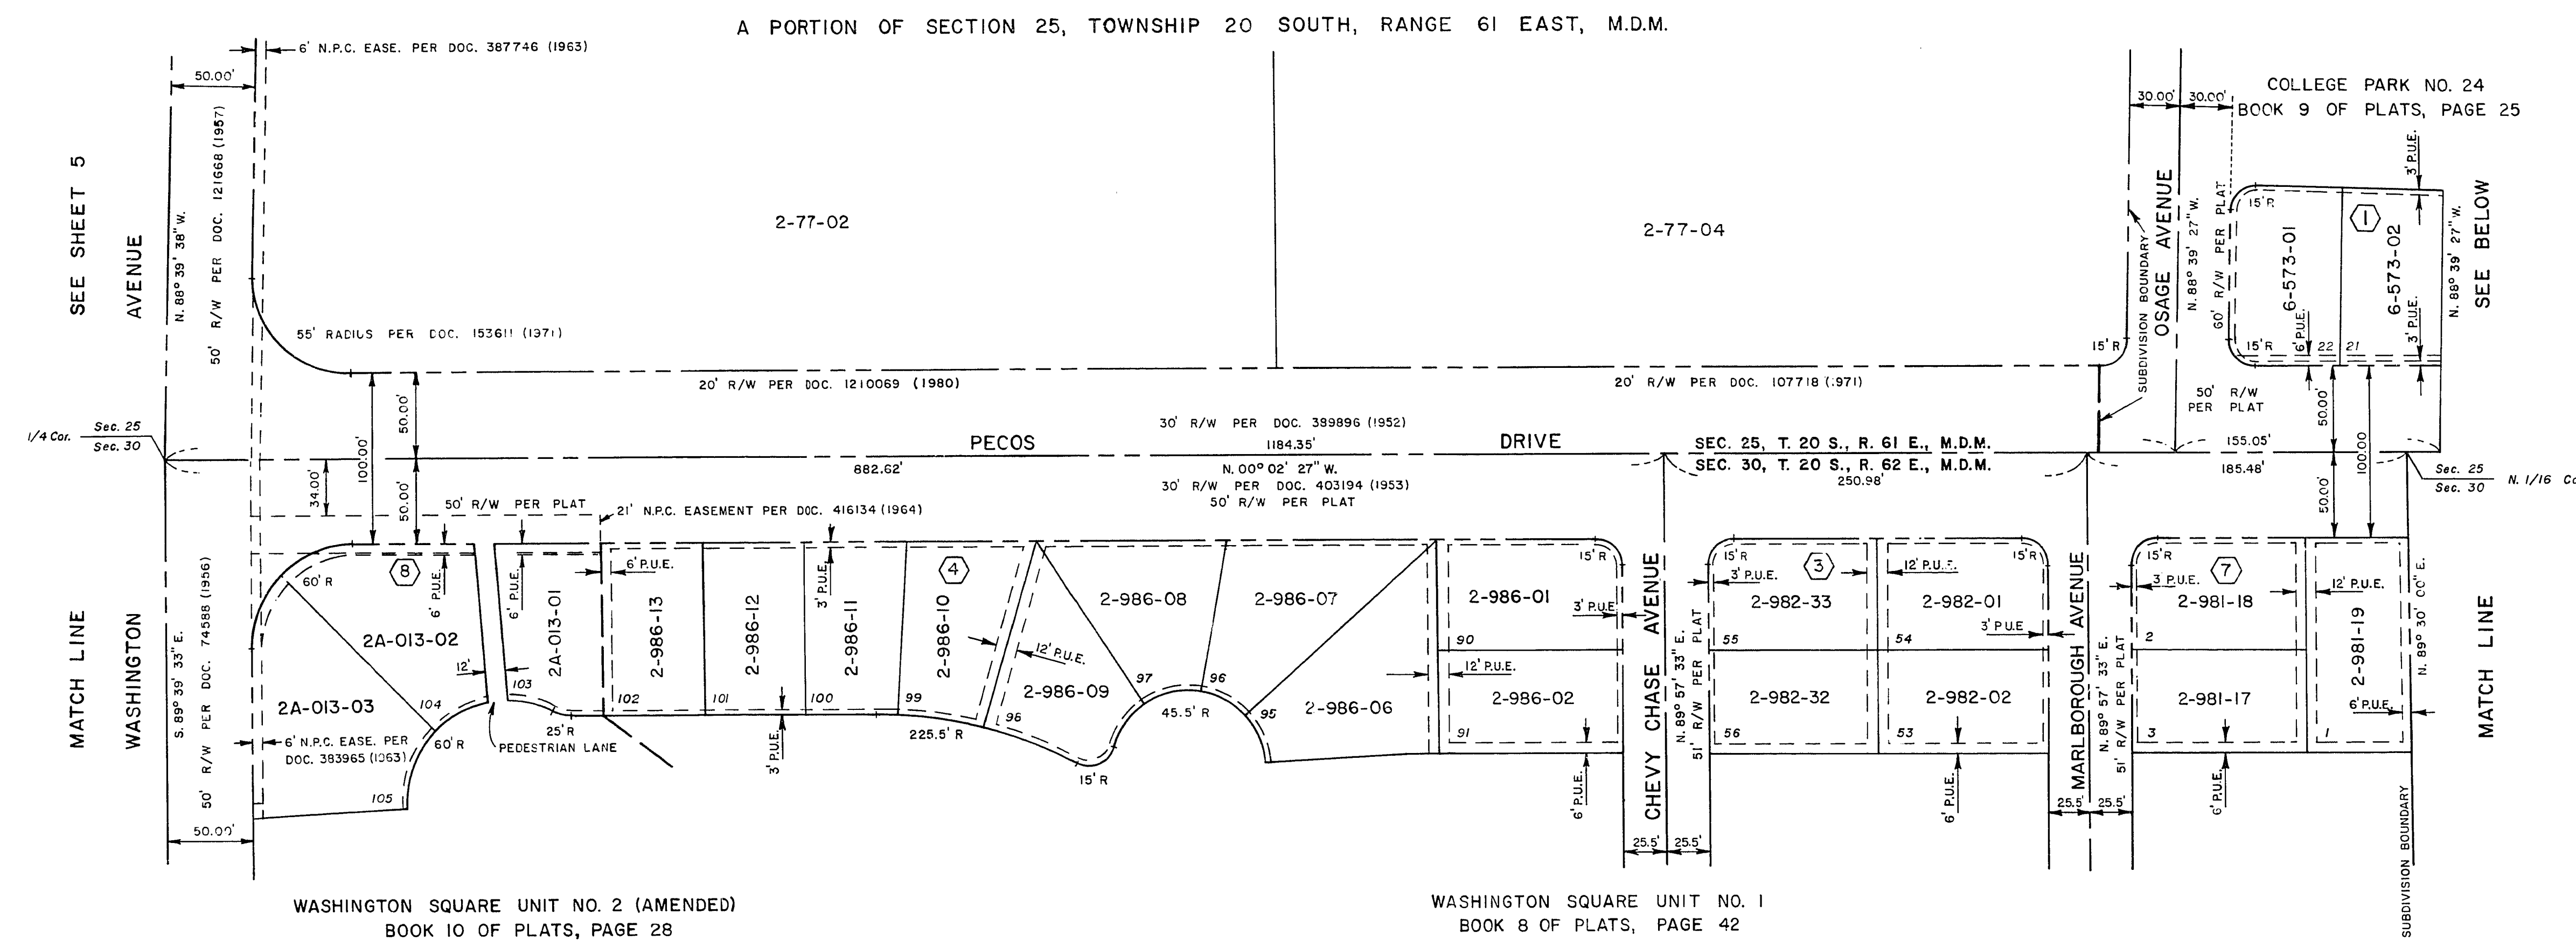 A PORTION OF SECTION 25, TOWNSHIP 20 SOUTH, RANGE 61 EAST, M.D.M.
6' N.P.C. EASE. PER DOC. 387746 (1963)
50.00'
SEE SHEET 5
AVENUE
N. 88° 39' 38" W.
50' R/W PER DOC. 121668 (1957)
2-77-02
2-77-04
55' RADIUS PER DOC. 153611 (1971)
30.00'
30.00'
COLLEGE PARK NO. 24
BOOK 9 OF PLATS, PAGE 25
SUBDIVISION BOUNDARY
OSAGE AVENUE
N. 88° 39' 27" W.
60' R/W PER PLAT
15' R
15' R
15' R
3' P.U.E.
1
6-573-01
6-573-02
6' P.U.E.
3' P.U.E.
22
21
N. 88° 39' 27" W.
SEE BELOW
20' R/W PER DOC. 1210069 (1980)
20' R/W PER DOC. 107718 (1971)
50' R/W
PER PLAT
100.00'
50.00'
50.00'
34.00'
1/4 Cor.
Sec. 25
Sec. 30
30' R/W PER DOC. 399896 (1952)
PECOS
1184.35'
DRIVE
SEC. 25, T. 20 S., R. 61 E., M.D.M.
882.62'
N. 00° 02' 27" W.
SEC. 30, T. 20 S., R. 62 E., M.D.M.
30' R/W PER DOC. 403194 (1953)
250.98'
50' R/W PER PLAT
155.05'
185.48'
50.00'
100.00
50.00'
Sec. 25
Sec. 30
N. 1/16 Co
50' R/W PER PLAT
21' N.P.C. EASEMENT PER DOC. 416134 (1964)
MATCH LINE
WASHINGTON
S. 89° 39' 33" E.
50' R/W PER DOC. 74588 (1956)
50.00'
60' R
8
6' P.U.E.
6' P.U.E.
2A-013-02
12'
2A-013-03
104
60' R
105
6' N.P.C. EASE. PER
DOC. 383965 (1963)
PEDESTRIAN LANE
103
2A-013-01
25' R
6' P.U.E.
2-986-13
102
2-986-12
101
3' P.U.E.
2-986-11
100
3' P.U.E.
4
2-986-10
99
225.5' R
98
12' P.U.E.
2-986-09
15' R
2-986-08
97
96
45.5' R
2-986-07
95
2-986-06
15' R
2-986-01
3' P.U.E
90
12' P.U.E.
2-986-02
91
6' P.U.E.
CHEVY CHASE AVENUE
N. 89° 57' 33" E.
51' R/W PER PLAT
25.5'
25.5'
15' R
3' P.U.E.
3
2-982-33
55
2-982-32
56
15' R
12' P.U.E.
2-982-01
3' P.U.E
54
2-982-02
53
6' P.U.E.
MARLBOROUGH AVENUE
N. 89° 57' 33" E.
51' R/W PER PLAT
25.5'
25.5'
15' R
3' P.U.E.
7
2-981-18
2
2-981-17
3
6' P.U.E.
12' P.U.E.
2-981-19
6' P.U.E.
1
N. 89° 30' 00" E.
SUBDIVISION BOUNDARY
MATCH LINE
WASHINGTON SQUARE UNIT NO. 2 (AMENDED)
BOOK 10 OF PLATS, PAGE 28
WASHINGTON SQUARE UNIT NO. 1
BOOK 8 OF PLATS, PAGE 42